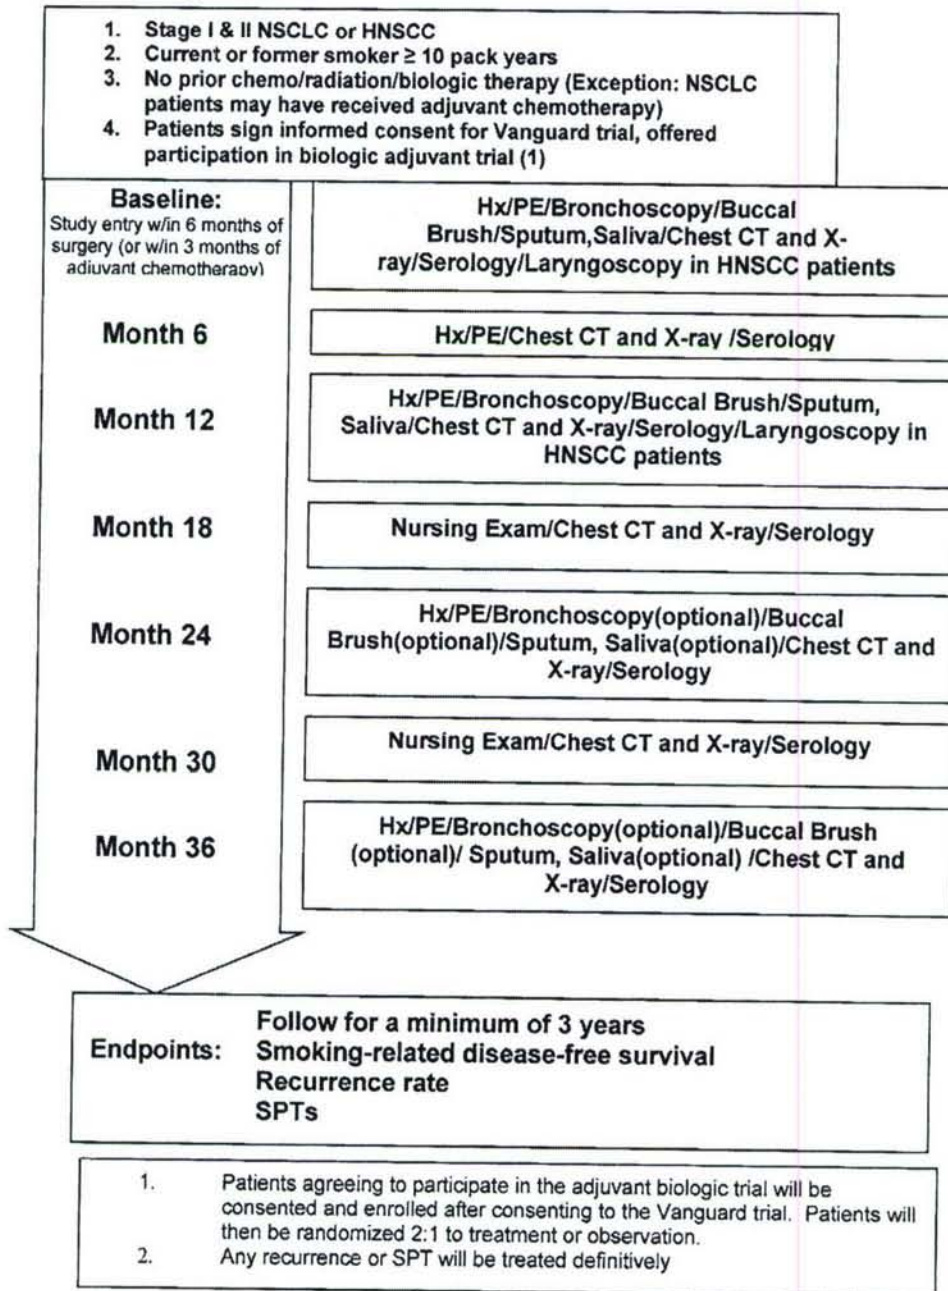 1. Stage I & II NSCLC or HNSCC
2. Current or former smoker ≥ 10 pack years
3. No prior chemo/radiation/biologic therapy (Exception: NSCLC
patients may have received adjuvant chemotherapy)
4. Patients sign informed consent for Vanguard trial, offered
participation in biologic adjuvant trial (1)
Baseline:
Study entry w/in 6 months of
surgery (or w/in 3 months of
adjuvant chemotherapy)
Hx/PE/Bronchoscopy/Buccal
Brush/Sputum,Saliva/Chest CT and X-
ray/Serology/Laryngoscopy in HNSCC patients
Month 6
Hx/PE/Chest CT and X-ray /Serology
Month 12
Hx/PE/Bronchoscopy/Buccal Brush/Sputum,
Saliva/Chest CT and X-ray/Serology/Laryngoscopy in
HNSCC patients
Month 18
Nursing Exam/Chest CT and X-ray/Serology
Month 24
Hx/PE/Bronchoscopy(optional)/Buccal
Brush(optional)/Sputum, Saliva(optional)/Chest CT and
X-ray/Serology
Month 30
Nursing Exam/Chest CT and X-ray/Serology
Month 36
Hx/PE/Bronchoscopy(optional)/Buccal Brush
(optional)/ Sputum, Saliva(optional) /Chest CT and
X-ray/Serology
Endpoints:
Follow for a minimum of 3 years
Smoking-related disease-free survival
Recurrence rate
SPTs
1. Patients agreeing to participate in the adjuvant biologic trial will be
consented and enrolled after consenting to the Vanguard trial. Patients will
then be randomized 2:1 to treatment or observation.
2. Any recurrence or SPT will be treated definitively